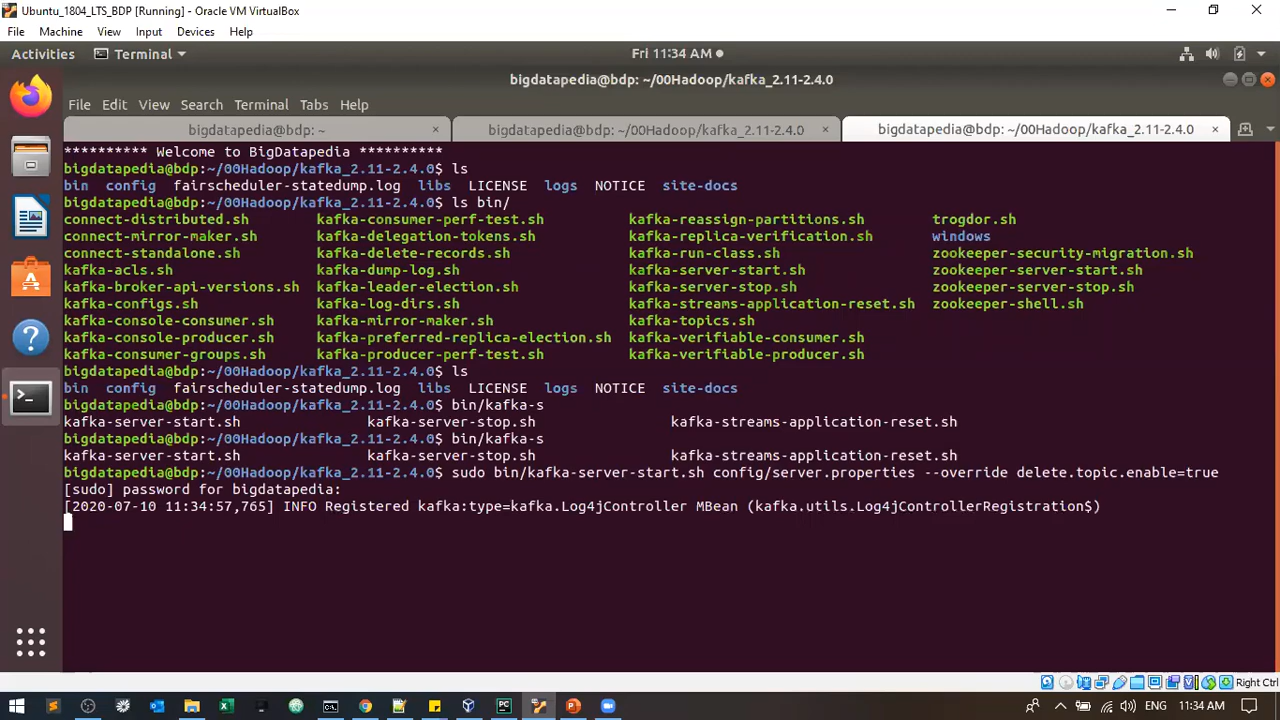 Ubuntu_1804_LTS_BDP [Running] - Oracle VM VirtualBox
File Machine View Input Devices Help
Activities Terminal Fri 11:34 AM
bigdatapedia@bdp: ~/00Hadoop/kafka_2.11-2.4.0
File Edit View Search Terminal Tabs Help
bigdatapedia@bdp: ~ × bigdatapedia@bdp: ~/00Hadoop/kafka_2.11-2.4.0 × bigdatapedia@bdp: ~/00Hadoop/kafka_2.11-2.4.0 ×
********** Welcome to BigDatapedia **********
bigdatapedia@bdp:~/00Hadoop/kafka_2.11-2.4.0$ ls
bin config fairscheduler-statedump.log libs LICENSE logs NOTICE site-docs
bigdatapedia@bdp:~/00Hadoop/kafka_2.11-2.4.0$ ls bin/
connect-distributed.sh kafka-consumer-perf-test.sh kafka-reassign-partitions.sh trogdor.sh
connect-mirror-maker.sh kafka-delegation-tokens.sh kafka-replica-verification.sh windows
connect-standalone.sh kafka-delete-records.sh kafka-run-class.sh zookeeper-security-migration.sh
kafka-acls.sh kafka-dump-log.sh kafka-server-start.sh zookeeper-server-start.sh
kafka-broker-api-versions.sh kafka-leader-election.sh kafka-server-stop.sh zookeeper-server-stop.sh
kafka-configs.sh kafka-log-dirs.sh kafka-streams-application-reset.sh zookeeper-shell.sh
kafka-console-consumer.sh kafka-mirror-maker.sh kafka-topics.sh
kafka-console-producer.sh kafka-preferred-replica-election.sh kafka-verifiable-consumer.sh
kafka-consumer-groups.sh kafka-producer-perf-test.sh kafka-verifiable-producer.sh
bigdatapedia@bdp:~/00Hadoop/kafka_2.11-2.4.0$ ls
bin config fairscheduler-statedump.log libs LICENSE logs NOTICE site-docs
bigdatapedia@bdp:~/00Hadoop/kafka_2.11-2.4.0$ bin/kafka-s
kafka-server-start.sh kafka-server-stop.sh kafka-streams-application-reset.sh
bigdatapedia@bdp:~/00Hadoop/kafka_2.11-2.4.0$ bin/kafka-s
kafka-server-start.sh kafka-server-stop.sh kafka-streams-application-reset.sh
bigdatapedia@bdp:~/00Hadoop/kafka_2.11-2.4.0$ sudo bin/kafka-server-start.sh config/server.properties --override delete.topic.enable=true
[sudo] password for bigdatapedia:
[2020-07-10 11:34:57,765] INFO Registered kafka:type=kafka.Log4jController MBean (kafka.utils.Log4jControllerRegistration$)
Right Ctrl
ENG 11:34 AM